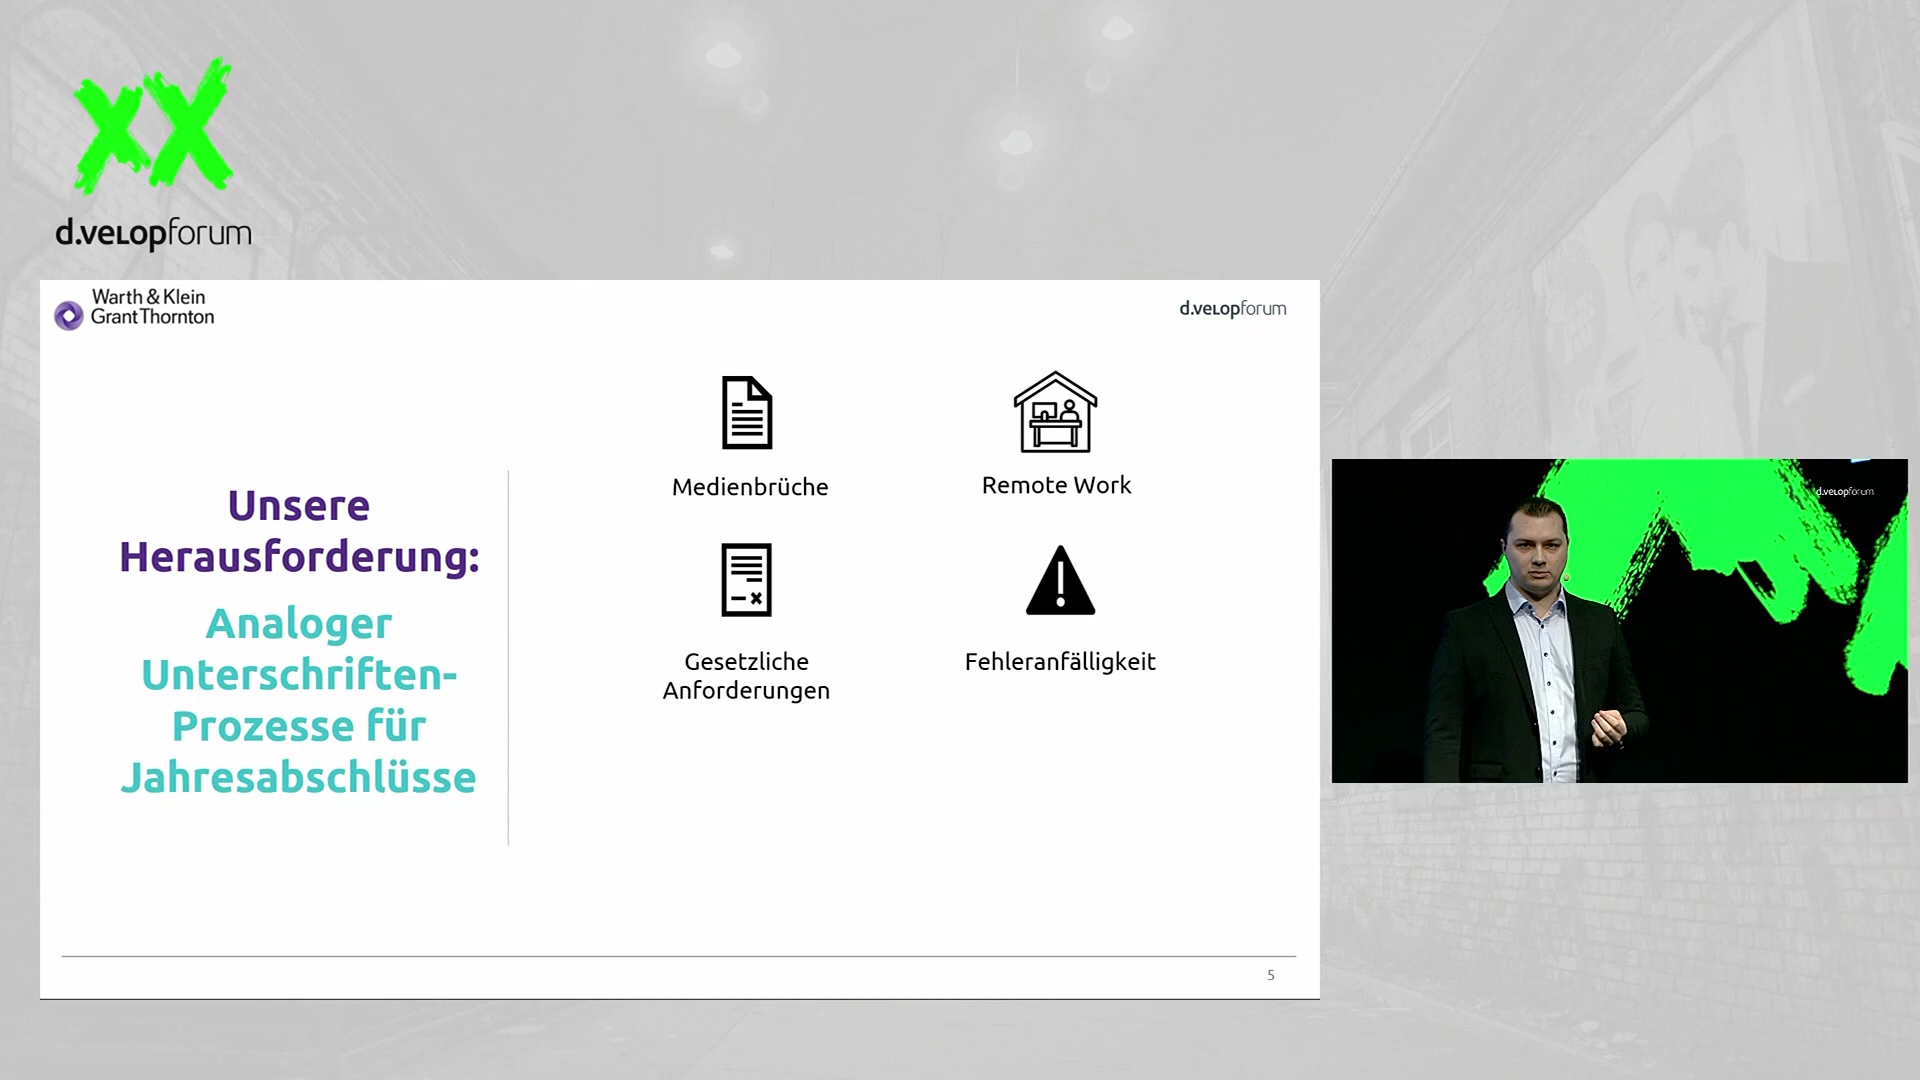 xx
d.velopforum
Warth & Klein
Grant Thornton
d.velopforum
Unsere
Herausforderung:
Analoger
Unterschriften-
Prozesse für
Jahresabschlüsse
Medienbrüche
Remote Work
Gesetzliche
Anforderungen
Fehleranfälligkeit
5
d.velopforum